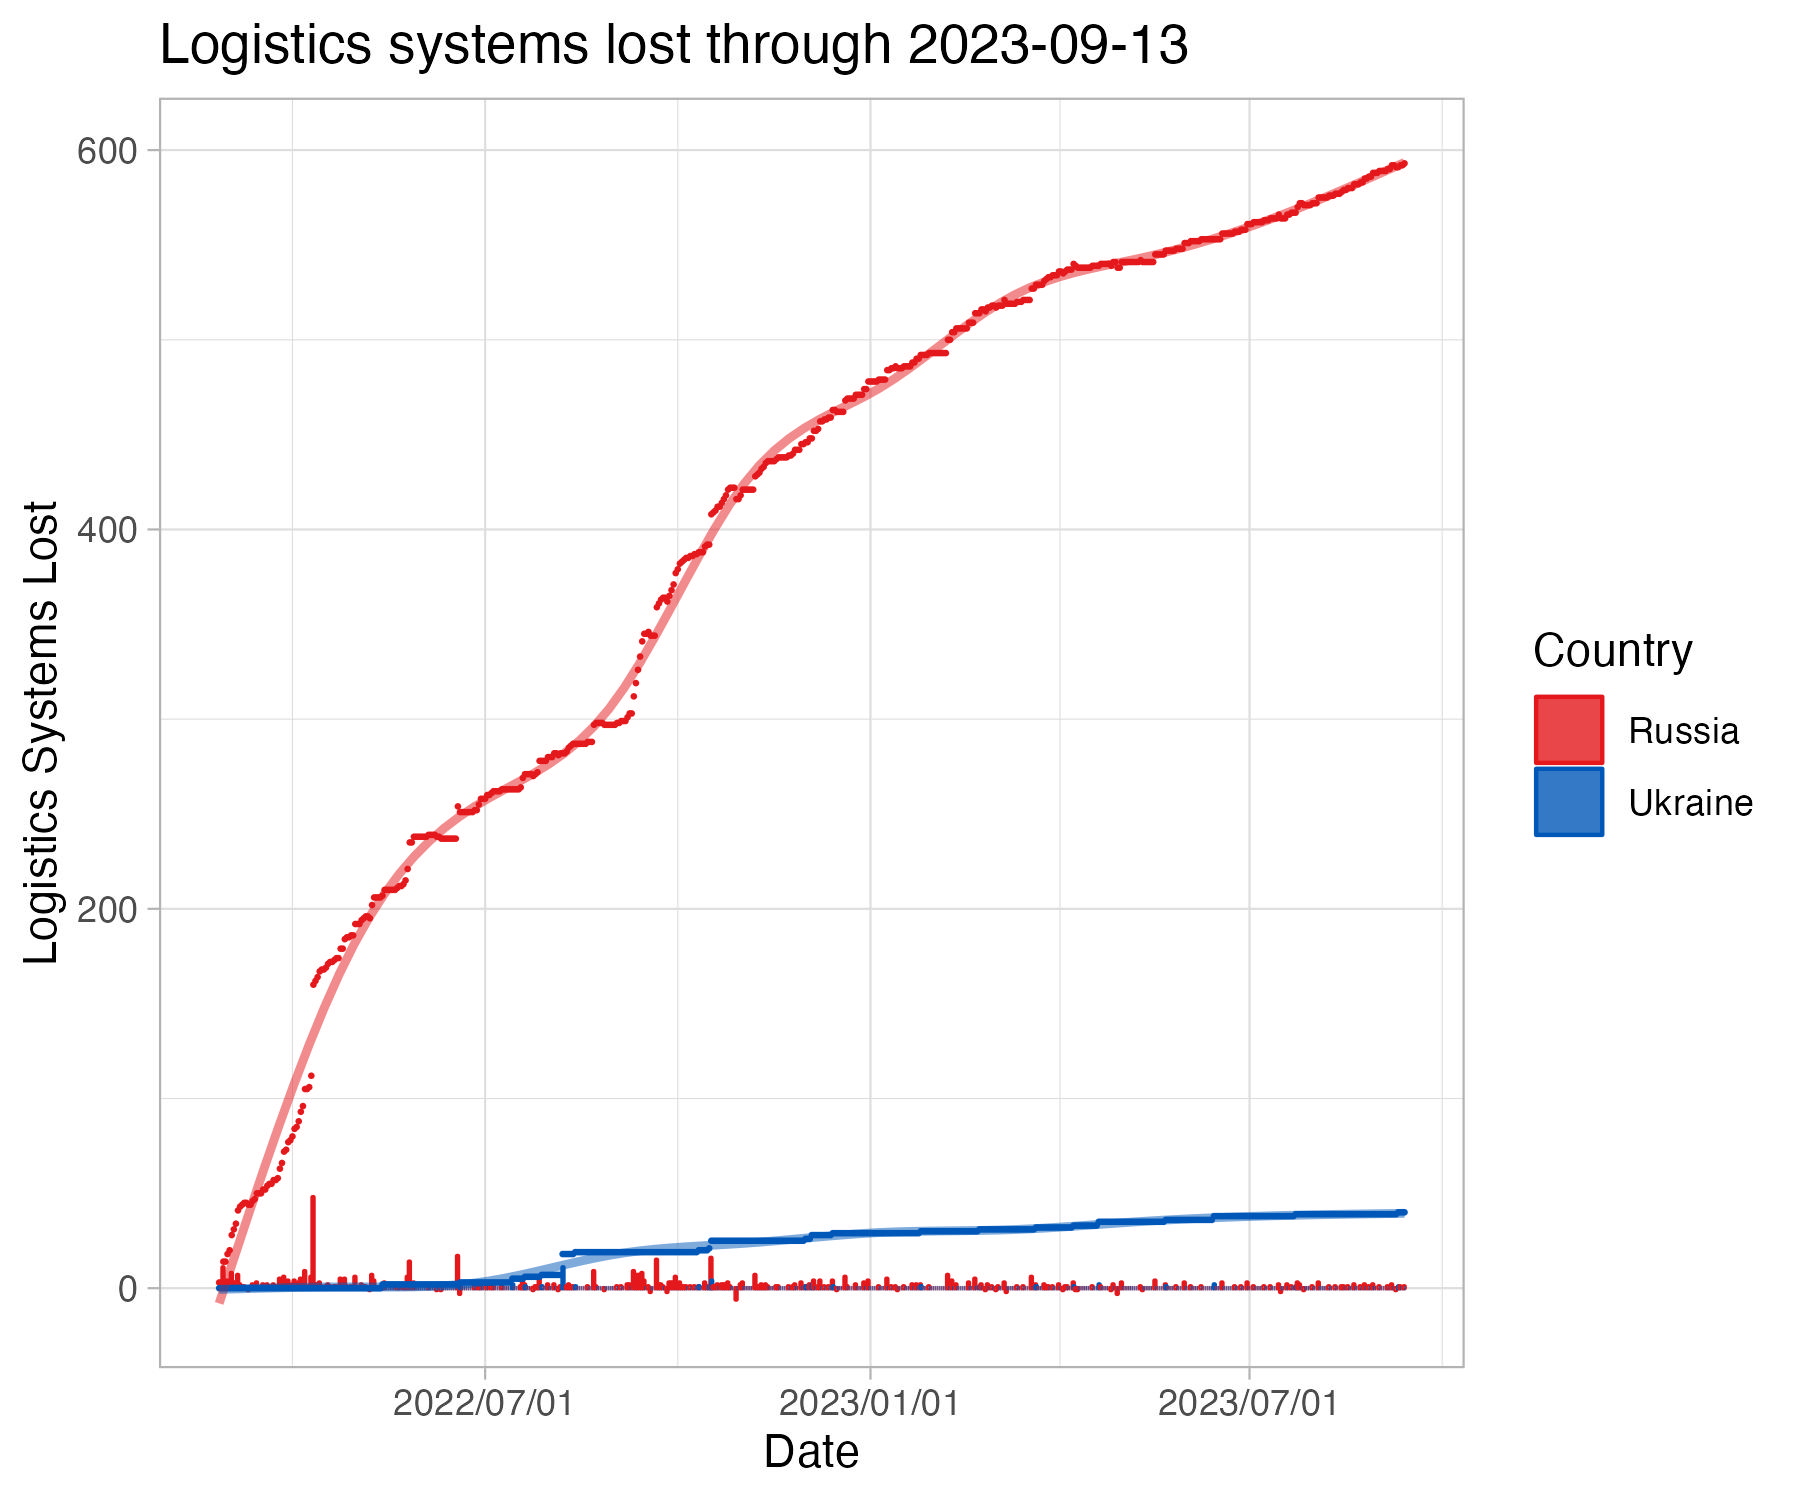 Logistics systems lost through 2023-09-13
Logistics Systems Lost
600
400
200
0
2022/07/01
2023/01/01
2023/07/01
Date
Country
Russia
Ukraine